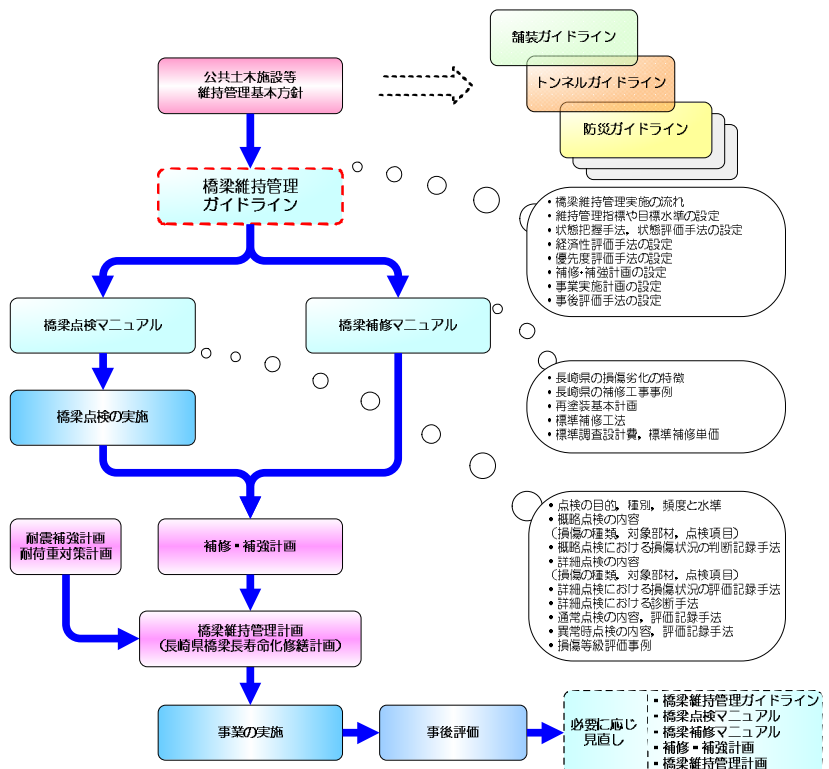 舗装ガイドライン
トンネルガイドライン
防災ガイドライン
公共土木施設等
維持管理基本方針
橋梁維持管理
ガイドライン
・橋梁維持管理実施の流れ
・維持管理指標や目標水準の設定
・状態把握手法，状態評価手法の設定
・経済性評価手法の設定
・優先度評価手法の設定
・補修・補強計画の設定
・事業実施計画の設定
・事後評価手法の設定
橋梁点検マニュアル
橋梁補修マニュアル
・長崎県の損傷劣化の特徴
・長崎県の補修工事事例
・再塗装基本計画
・標準補修工法
・標準調査設計費，標準補修単価
橋梁点検の実施
・点検の目的，種別，頻度と水準
・概略点検の内容
（損傷の種類，対象部材，点検項目）
・概略点検における損傷状況の判断記録手法
・詳細点検の内容
（損傷の種類，対象部材，点検項目）
・詳細点検における損傷状況の評価記録手法
・詳細点検における診断手法
・通常点検の内容，評価記録手法
・異常時点検の内容，評価記録手法
・損傷等級評価事例
耐震補強計画
耐荷重対策計画
補修・補強計画
橋梁維持管理計画
（長崎県橋梁長寿命化修繕計画）
事業の実施
事後評価
必要に応じ
見直し
・橋梁維持管理ガイドライン
・橋梁点検マニュアル
・橋梁補修マニュアル
・補修・補強計画
・橋梁維持管理計画